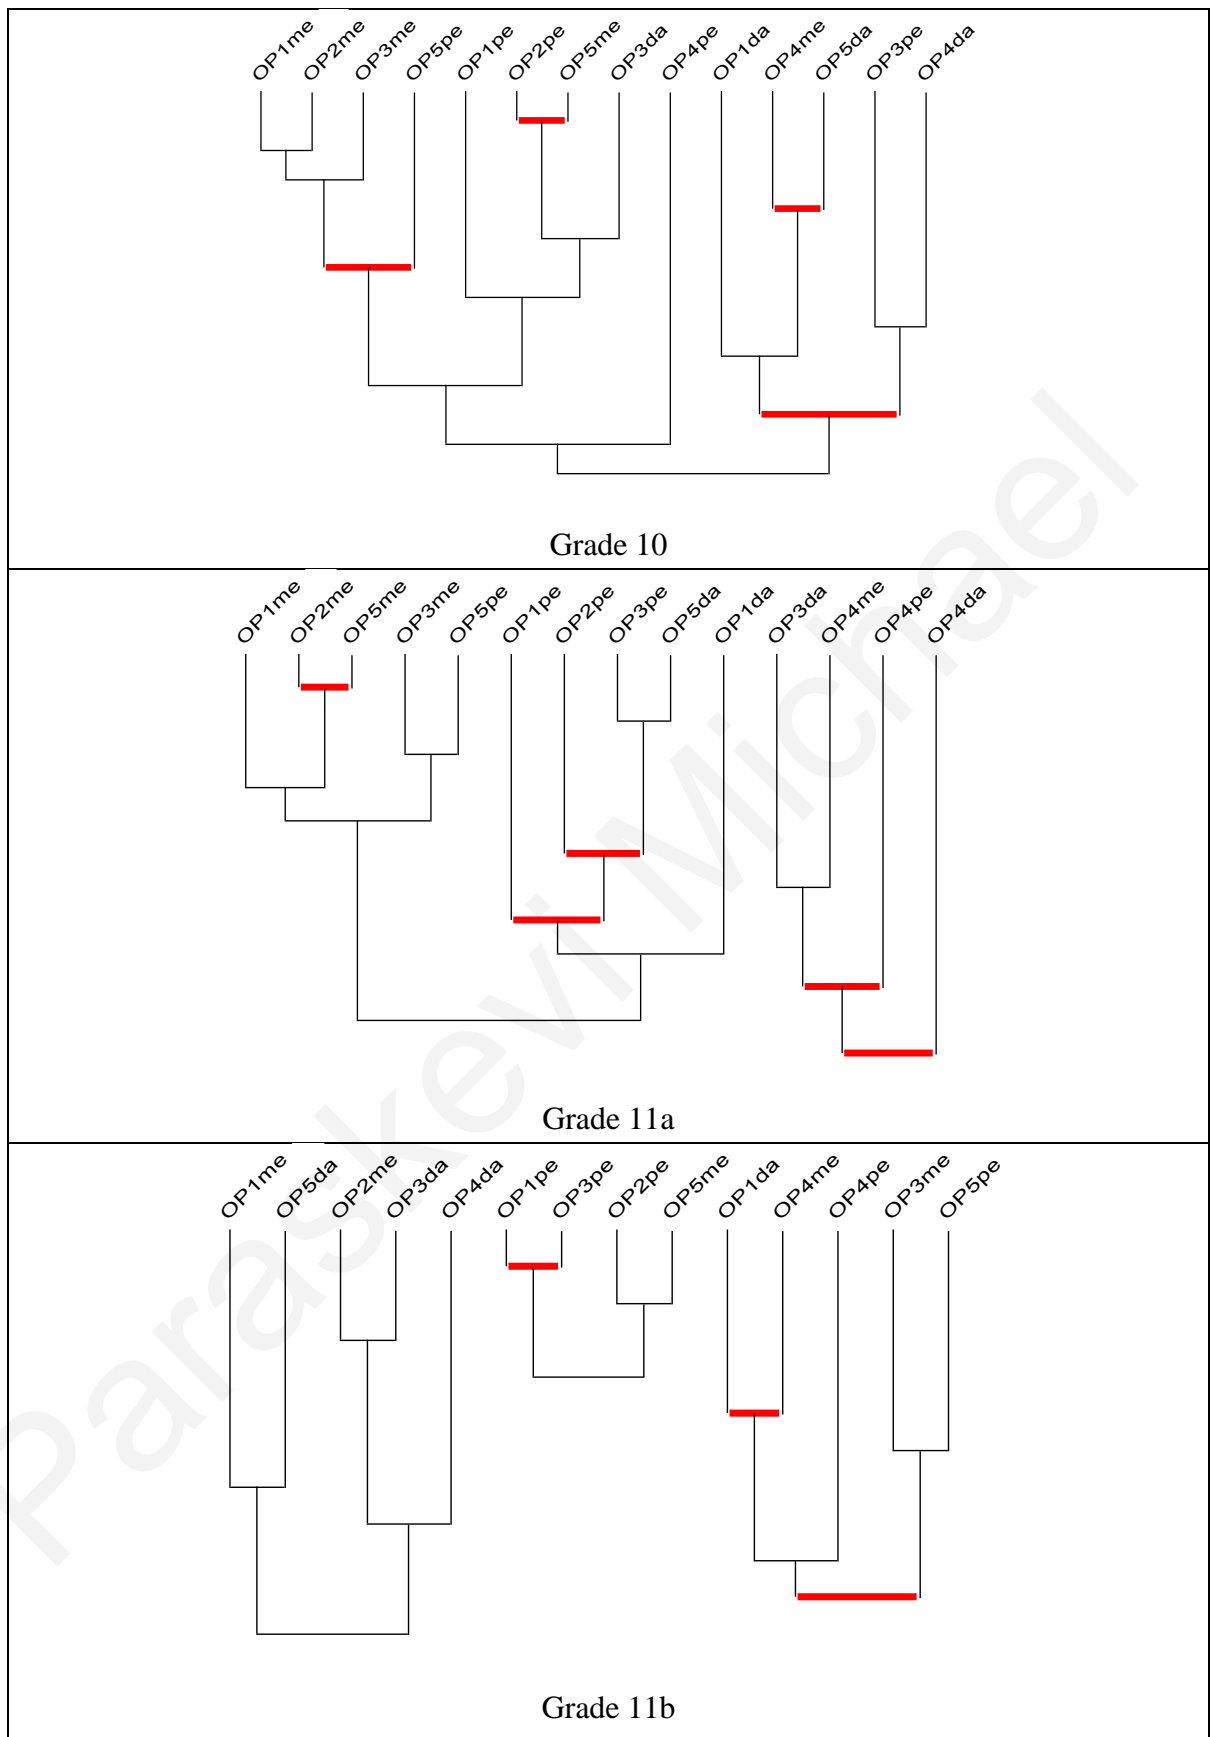 OP1me OP2me OP3me OP5pe OP1pe OP2pe OP5me OP3da OP4pe OP1da OP4me OP5da OP3pe OP4da
Grade 10
OP1me OP2me OP5me OP3me OP5pe OP1pe OP2pe OP3pe OP5da OP1da OP3da OP4me OP4pe OP4da
Grade 11a
OP1me OP5da OP2me OP3da OP4da OP1pe OP3pe OP2pe OP5me OP1da OP4me OP4pe OP3me OP5pe
Grade 11b
Paraskevi Michael